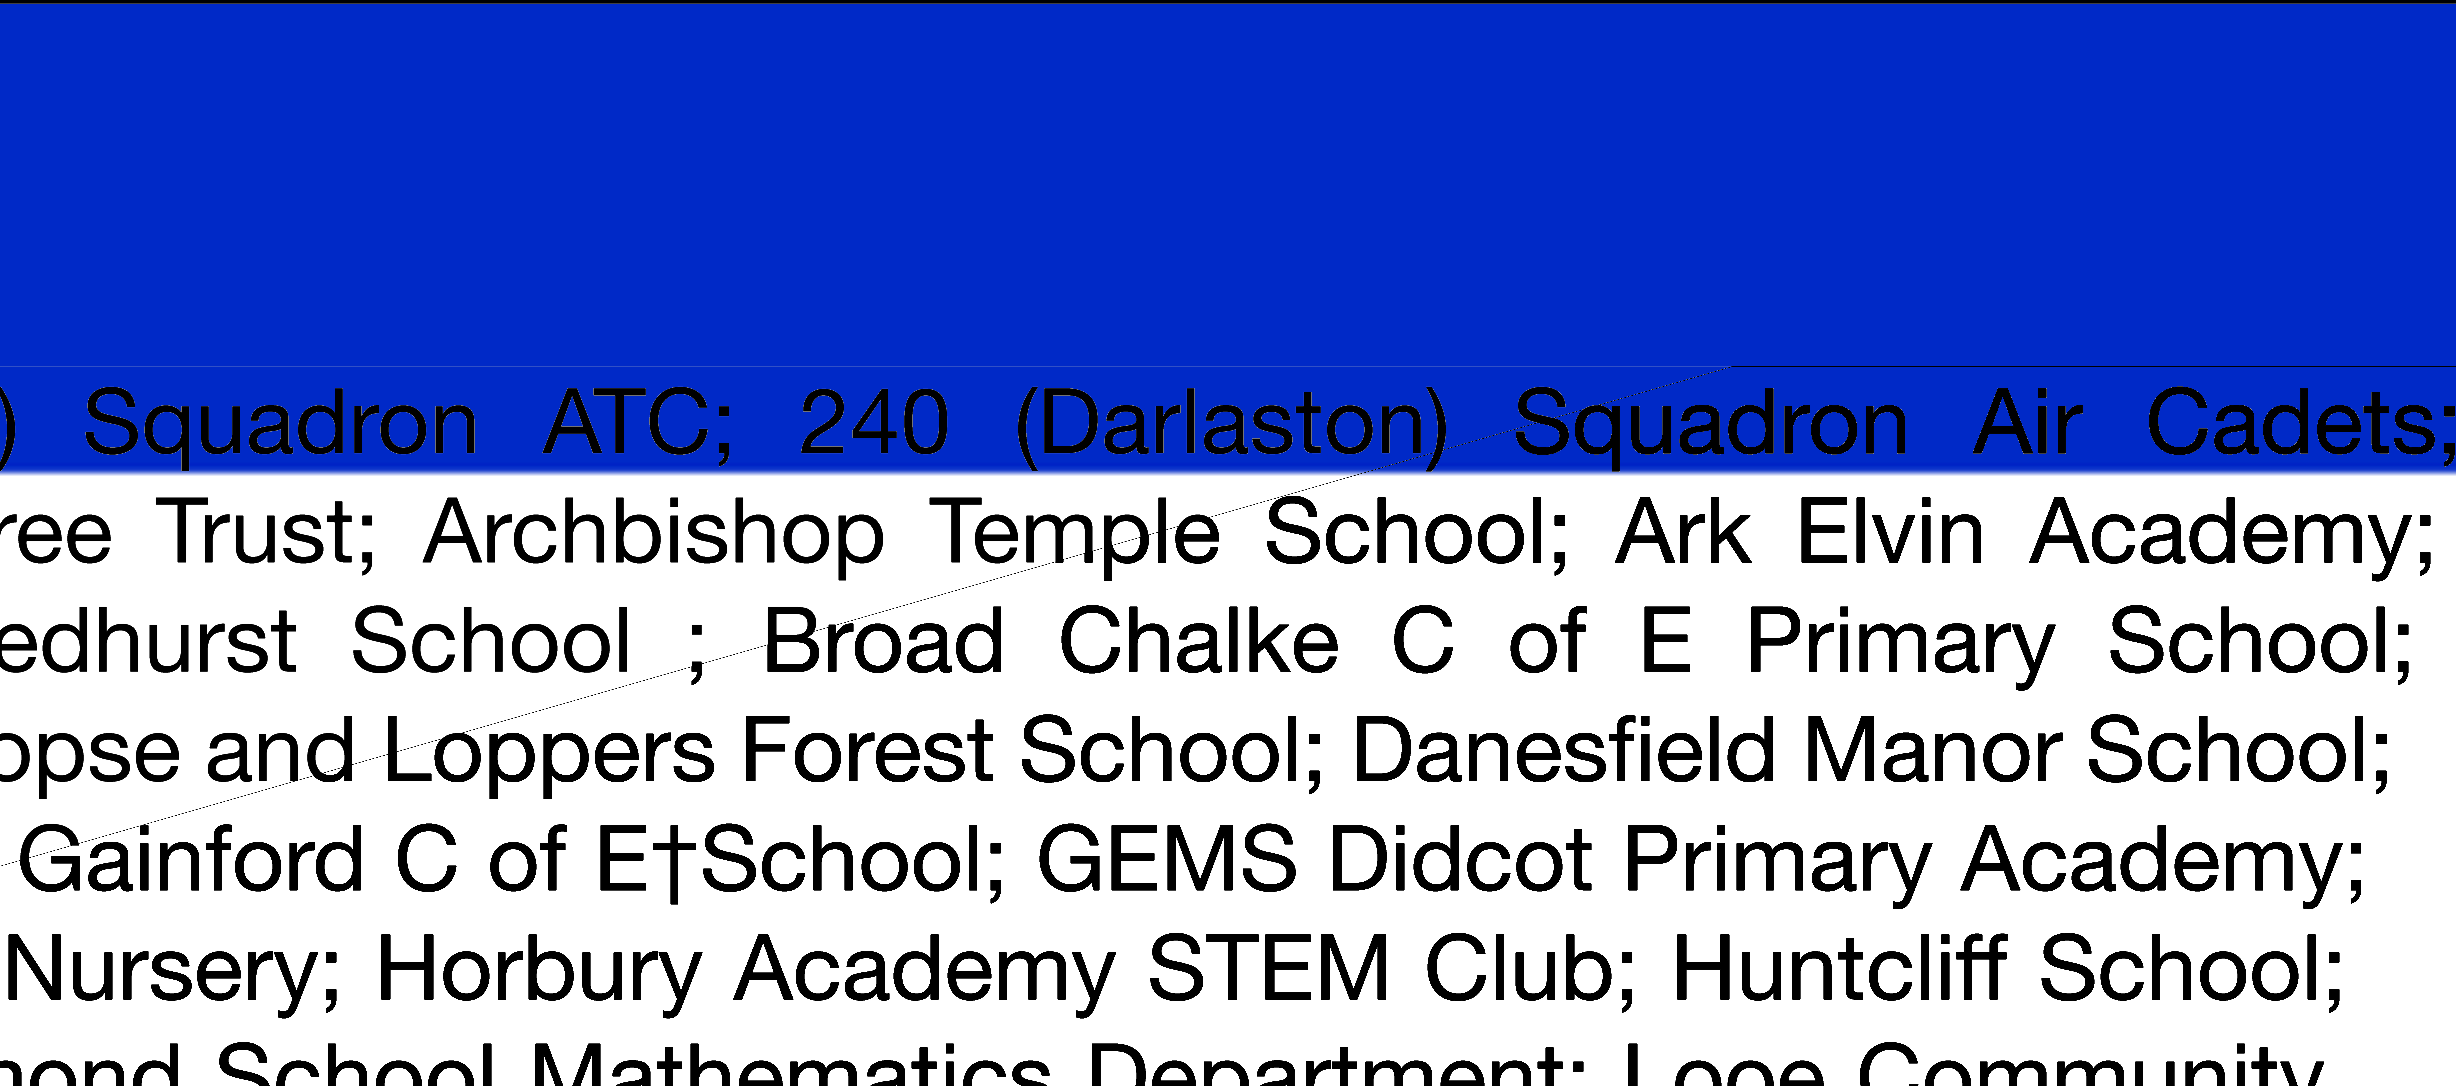 ) Squadron ATC; 240 (Darlaston) Squadron Air Cadets;
ree Trust; Archbishop Temple School; Ark Elvin Academy;
edhurst School ; Broad Chalke C of E Primary School;
opse and Loppers Forest School; Danesfield Manor School;
Gainford C of E†School; GEMS Didcot Primary Academy;
Nursery; Horbury Academy STEM Club; Huntcliff School;
mond School Mathematics Department; Looe Community